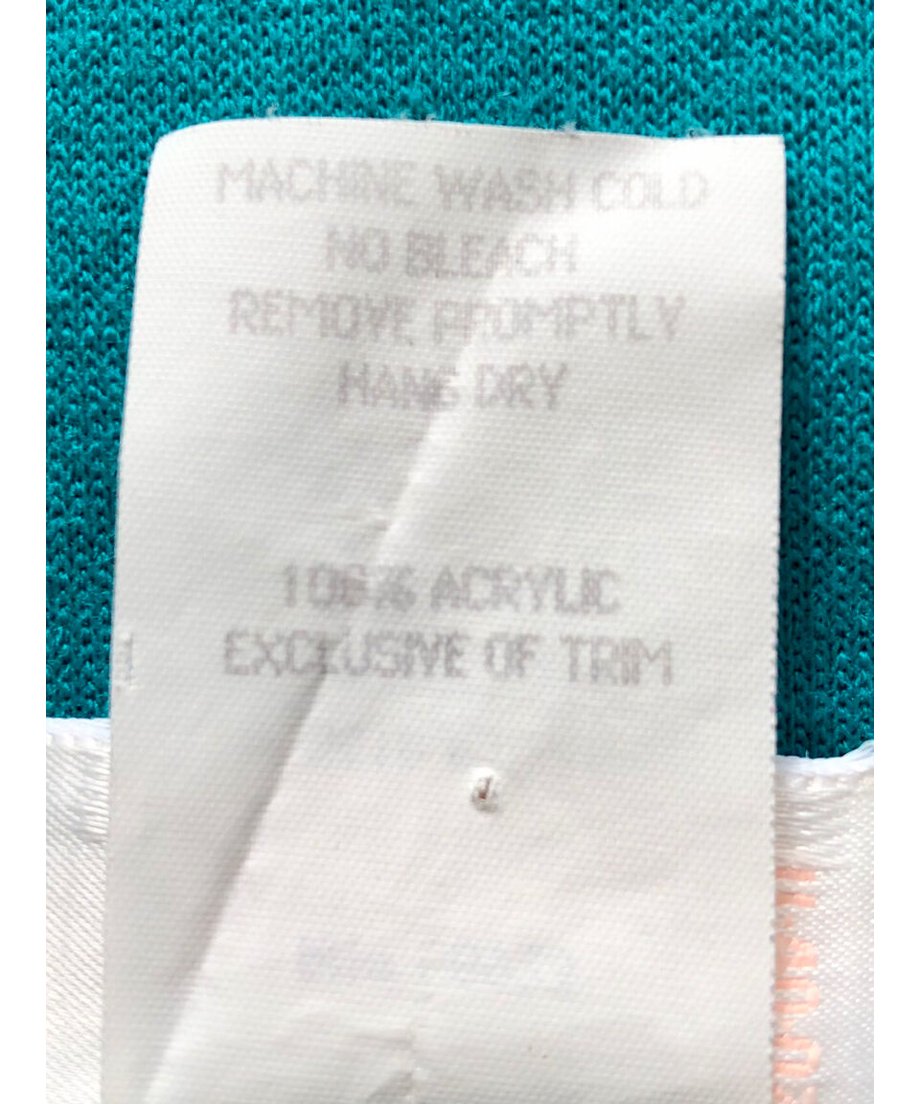 MACHINE WASH COLD
NO BLEACH
REMOVE PROMPTLY
HANG DRY
100% ACRYLIC
EXCLUSIVE OF TRIM